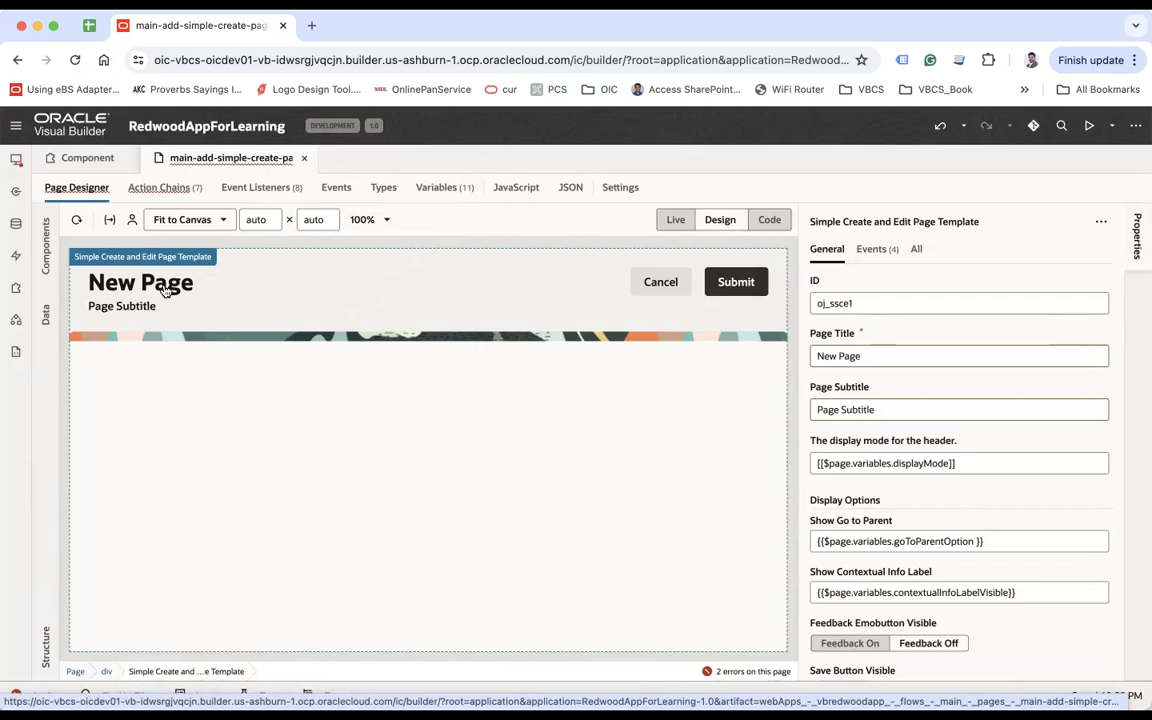 main-add-simple-create-pag
oic-vbcs-oicdev01-vb-idwsrgjvqcjn.builder.us-ashburn-1.ocp.oraclecloud.com/ic/builder/?root=application&application=Redwood...
Finish update
Using eBS Adapter...
AKC Proverbs Sayings I...
Logo Design Tool....
NSDL OnlinePanService
cur
PCS
OIC
Access SharePoint...
WiFi Router
VBCS
VBCS_Book
All Bookmarks
ORACLE
Visual Builder
RedwoodAppForLearning
DEVELOPMENT
1.0
Component
main-add-simple-create-pa
Page Designer
Action Chains (7)
Event Listeners (8)
Events
Types
Variables (11)
JavaScript
JSON
Settings
Fit to Canvas
auto × auto
100%
Live
Design
Code
Components
Data
Structure
Simple Create and Edit Page Template
New Page
Page Subtitle
Cancel
Submit
Simple Create and Edit Page Template
Properties
General
Events (4)
All
ID
oj_ssce1
Page Title *
New Page
Page Subtitle
Page Subtitle
The display mode for the header.
[[$page.variables.displayMode]]
Display Options
Show Go to Parent
{{$page.variables.goToParentOption }}
Show Contextual Info Label
{{$page.variables.contextualInfoLabelVisible}}
Feedback Emobutton Visible
Feedback On
Feedback Off
Save Button Visible
Page
div
Simple Create and ...e Template
2 errors on this page
https://oic-vbcs-oicdev01-vb-idwsrgjvqcjn.builder.us-ashburn-1.ocp.oraclecloud.com/ic/builder/?root=application&application=RedwoodAppForLearning-1.0&artifact=webApps_-_vbredwoodapp_-_flows_-_main_-_pages_-_main-add-simple-cr...